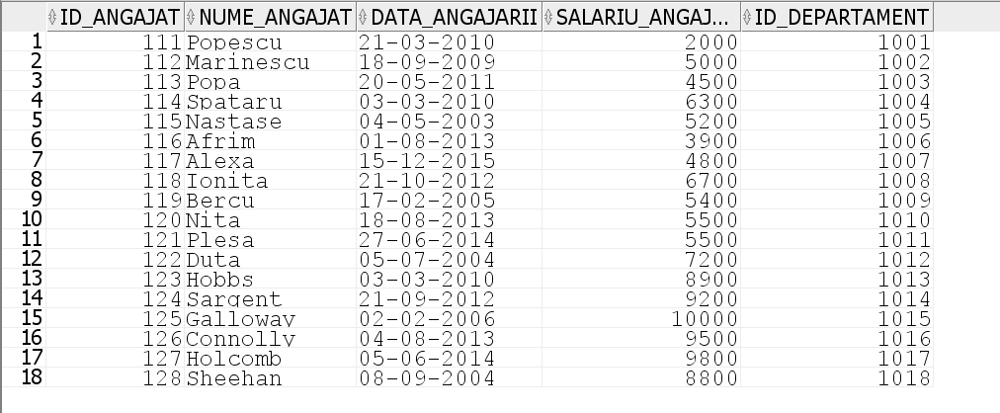 ID_ANGAJAT NUME_ANGAJAT DATA_ANGAJARII SALARIU_ANGAJ... ID_DEPARTAMENT
1 111 Popescu 21-03-2010 2000 1001
2 112 Marinescu 18-09-2009 5000 1002
3 113 Popa 20-05-2011 4500 1003
4 114 Spataru 03-03-2010 6300 1004
5 115 Nastase 04-05-2003 5200 1005
6 116 Afrim 01-08-2013 3900 1006
7 117 Alexa 15-12-2015 4800 1007
8 118 Ionita 21-10-2012 6700 1008
9 119 Bercu 17-02-2005 5400 1009
10 120 Nita 18-08-2013 5500 1010
11 121 Plesa 27-06-2014 5500 1011
12 122 Duta 05-07-2004 7200 1012
13 123 Hobbs 03-03-2010 8900 1013
14 124 Sargent 21-09-2012 9200 1014
15 125 Galloway 02-02-2006 10000 1015
16 126 Connolly 04-08-2013 9500 1016
17 127 Holcomb 05-06-2014 9800 1017
18 128 Sheehan 08-09-2004 8800 1018